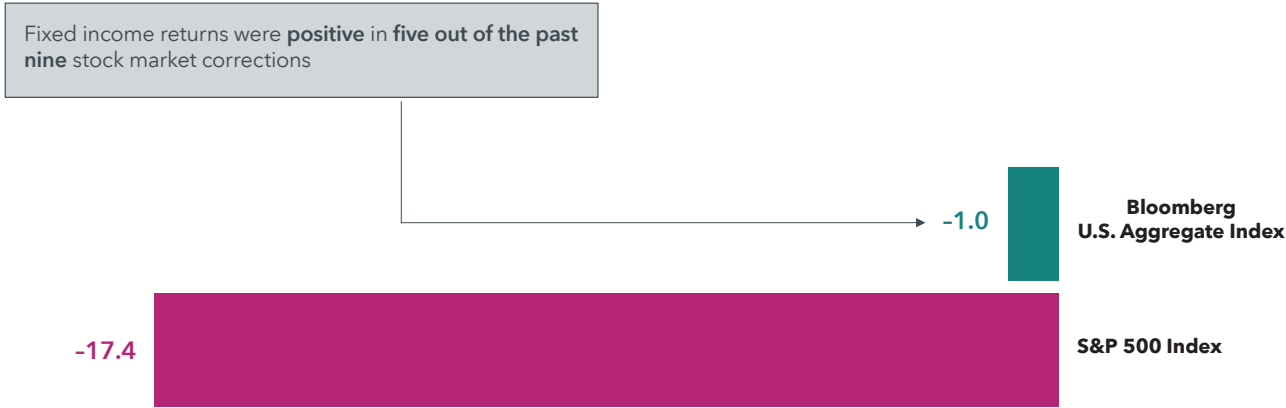 Fixed income returns were positive in five out of the past
nine stock market corrections
–1.0
Bloomberg
U.S. Aggregate Index
–17.4
S&P 500 Index